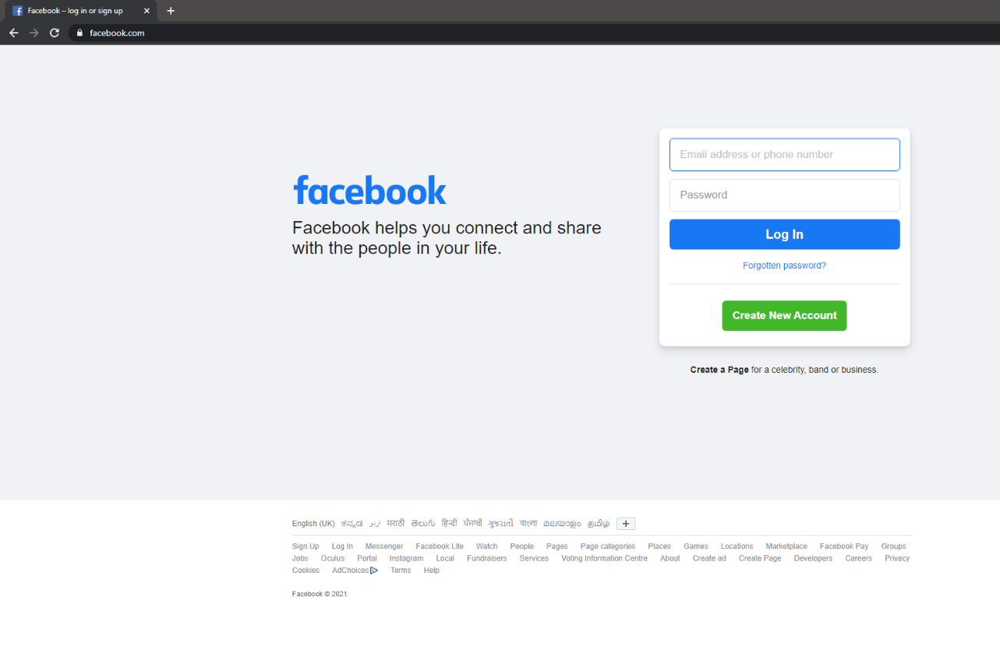 Facebook – log in or sign up
facebook.com
facebook
Facebook helps you connect and share
with the people in your life.
Email address or phone number
Password
Log In
Forgotten password?
Create New Account
Create a Page for a celebrity, band or business.
English (UK) ಕನ್ನಡ اردو मराठी తెలుగు हिन्दी ਪੰਜਾਬੀ ગુજરાતી বাংলা മലയാളം தமிழ்
Sign Up Log In Messenger Facebook Lite Watch People Pages Page categories Places Games Locations Marketplace Facebook Pay Groups
Jobs Oculus Portal Instagram Local Fundraisers Services Voting Information Centre About Create ad Create Page Developers Careers Privacy
Cookies AdChoices Terms Help
Facebook © 2021